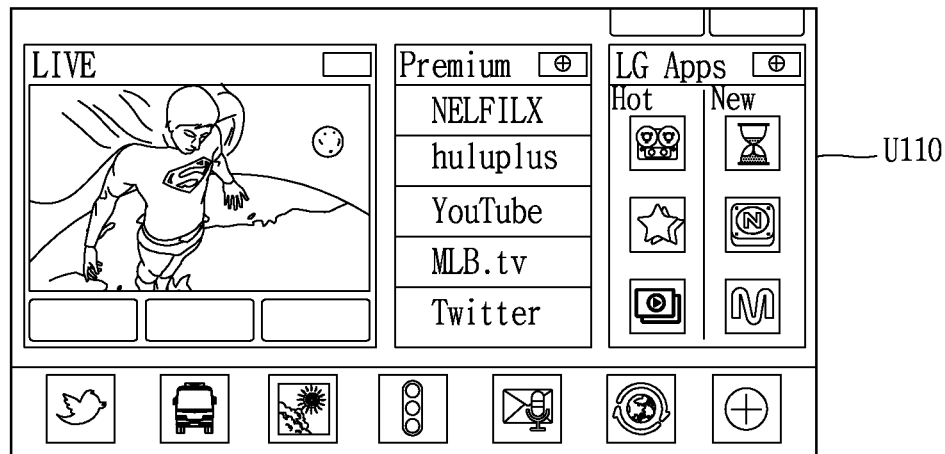 LIVE
Premium
NELFILX
huluplus
YouTube
MLB.tv
Twitter
LG Apps
Hot
New
N
U110